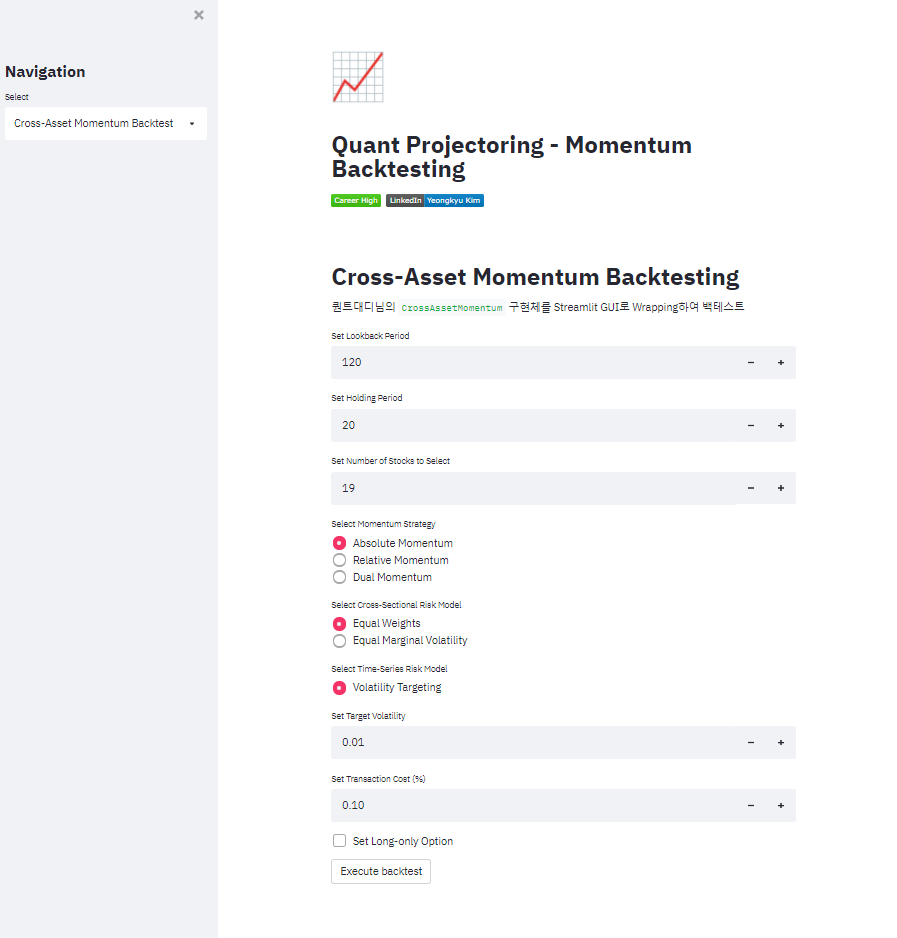 Navigation
Select
Cross-Asset Momentum Backtest
Quant Projectoring - Momentum
Backtesting
Career High LinkedIn Yeongkyu Kim
Cross-Asset Momentum Backtesting
퀀트대디님의 CrossAssetMomentum 구현체를 Streamlit GUI로 Wrapping하여 백테스트
Set Lookback Period
120
Set Holding Period
20
Set Number of Stocks to Select
19
Select Momentum Strategy
Absolute Momentum
Relative Momentum
Dual Momentum
Select Cross-Sectional Risk Model
Equal Weights
Equal Marginal Volatility
Select Time-Series Risk Model
Volatility Targeting
Set Target Volatility
0.01
Set Transaction Cost (%)
0.10
Set Long-only Option
Execute backtest